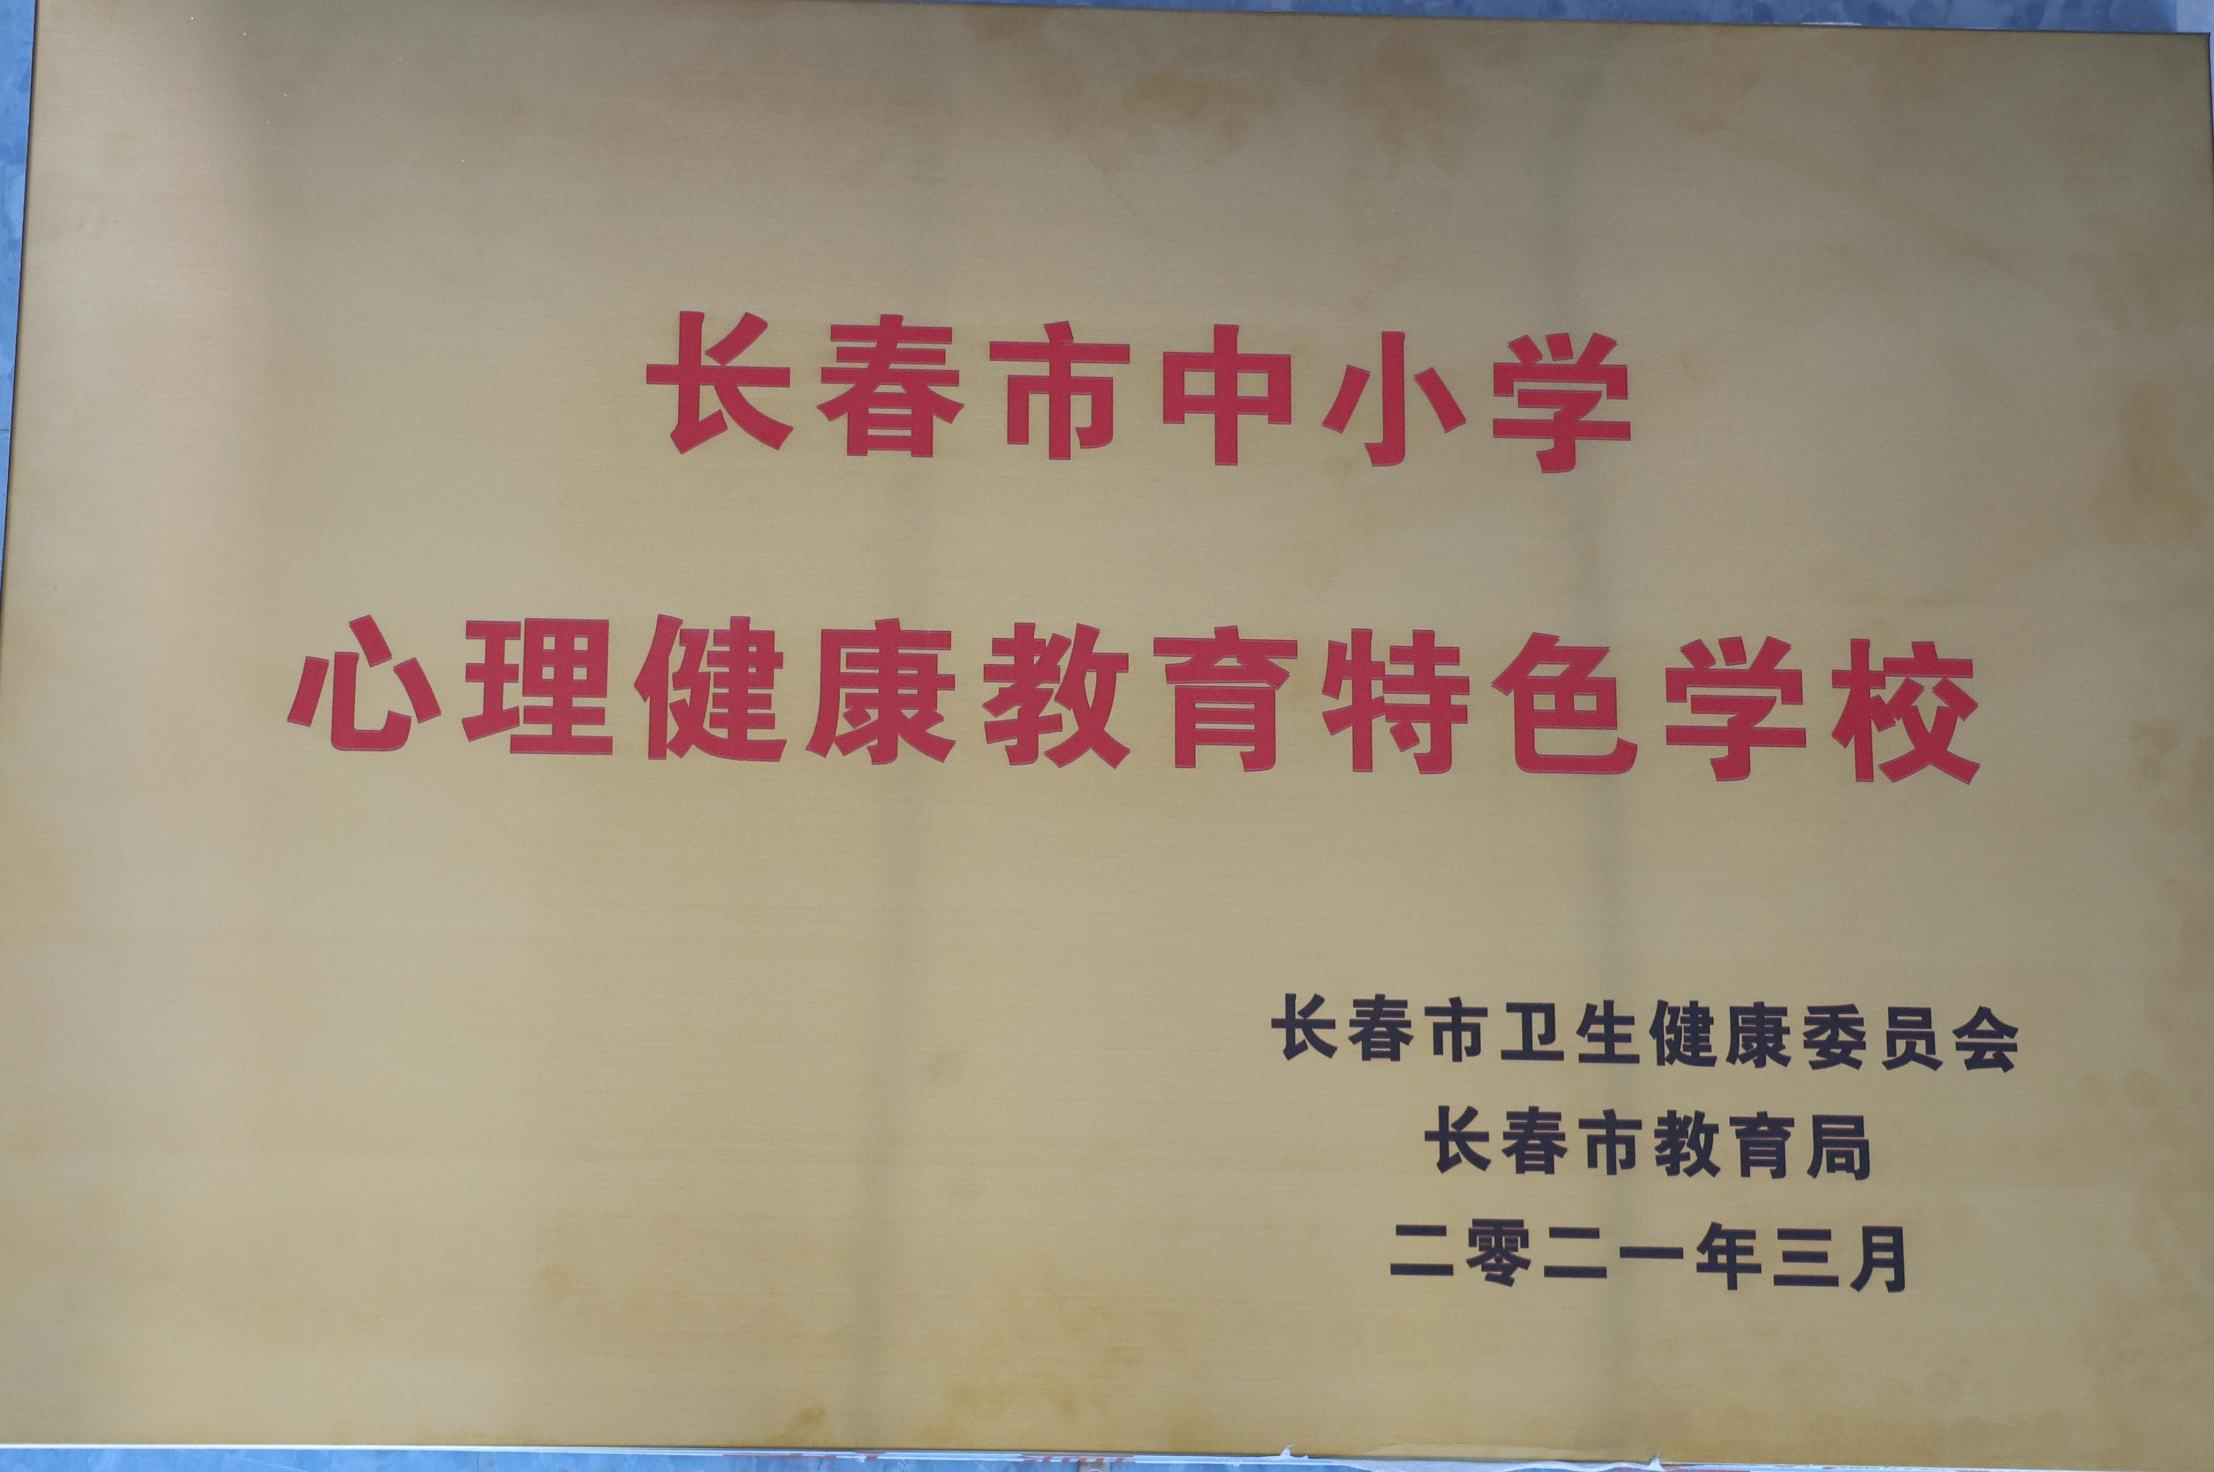 长春市中小学
心理健康教育特色学校
长春市卫生健康委员会
长春市教育局
二零二一年三月